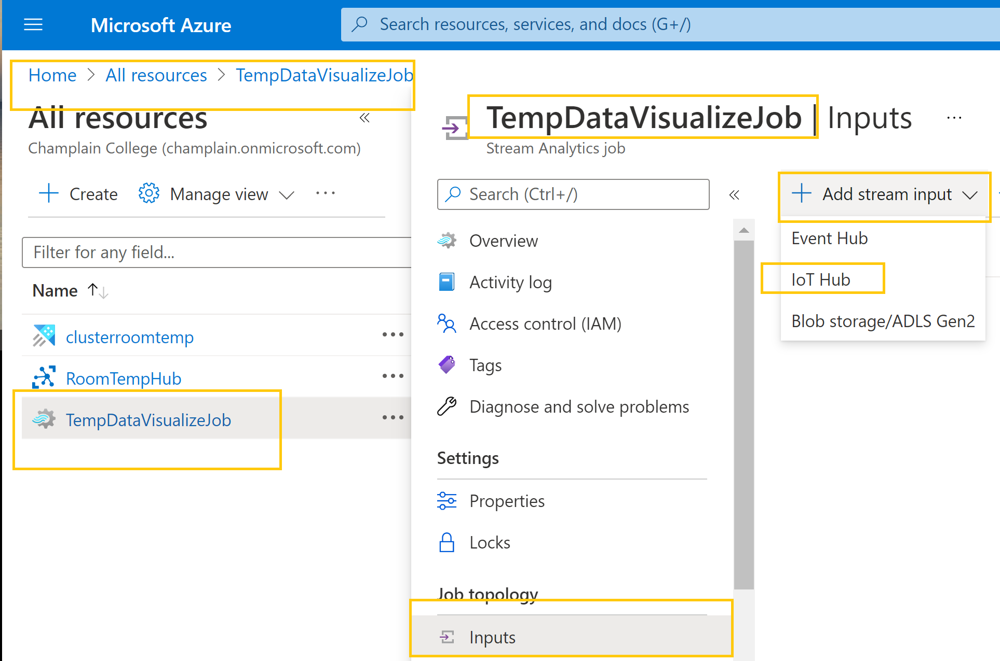 Microsoft Azure
Search resources, services, and docs (G+/)
Home > All resources > TempDataVisualizeJob
All resources
Champlain College (champlain.onmicrosoft.com)
Create
Manage view
Filter for any field...
Name
clusterroomtemp
RoomTempHub
TempDataVisualizeJob
TempDataVisualizeJob | Inputs
Stream Analytics job
Search (Ctrl+/)
Overview
Activity log
Access control (IAM)
Tags
Diagnose and solve problems
Settings
Properties
Locks
Job topology
Inputs
Add stream input
Event Hub
IoT Hub
Blob storage/ADLS Gen2